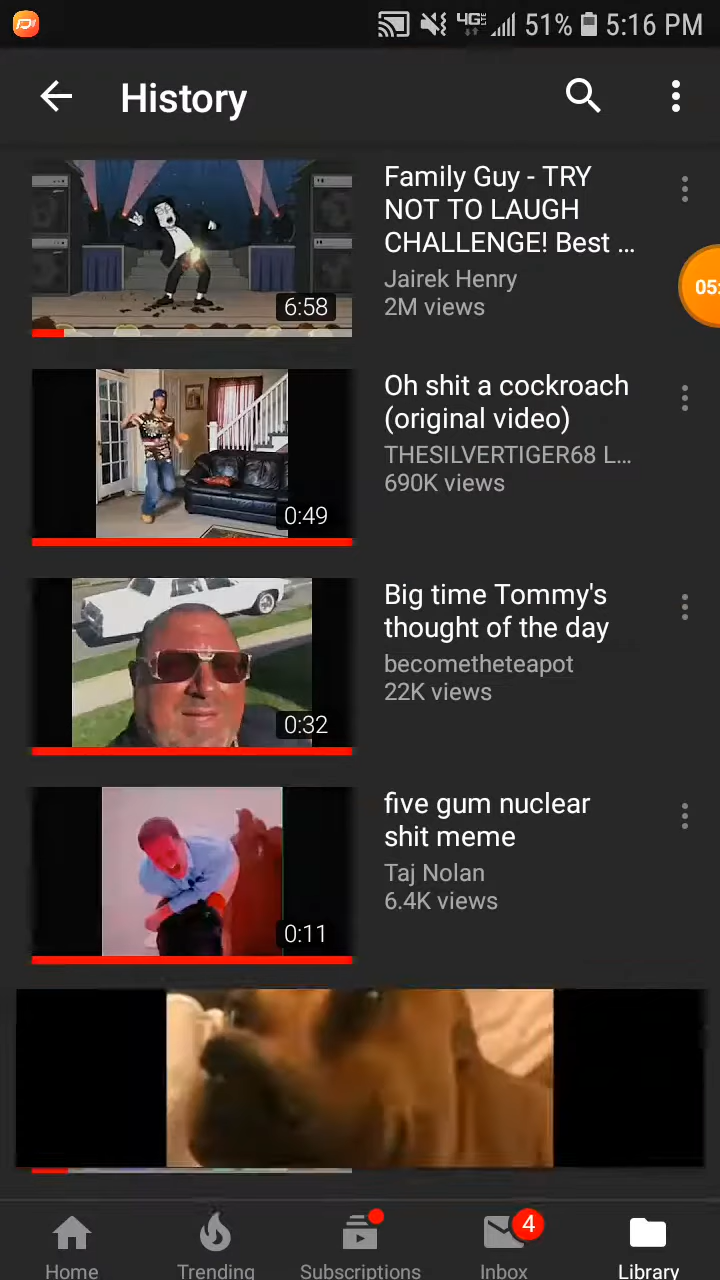 4G LTE 51% 5:16 PM
History
Family Guy - TRY
NOT TO LAUGH
CHALLENGE! Best ...
Jairek Henry
2M views
6:58
05:
Oh shit a cockroach
(original video)
THESILVERTIGER68 L...
690K views
0:49
Big time Tommy's
thought of the day
becometheteapot
22K views
0:32
five gum nuclear
shit meme
Taj Nolan
6.4K views
0:11
4
Home Trending Subscriptions Inbox Library